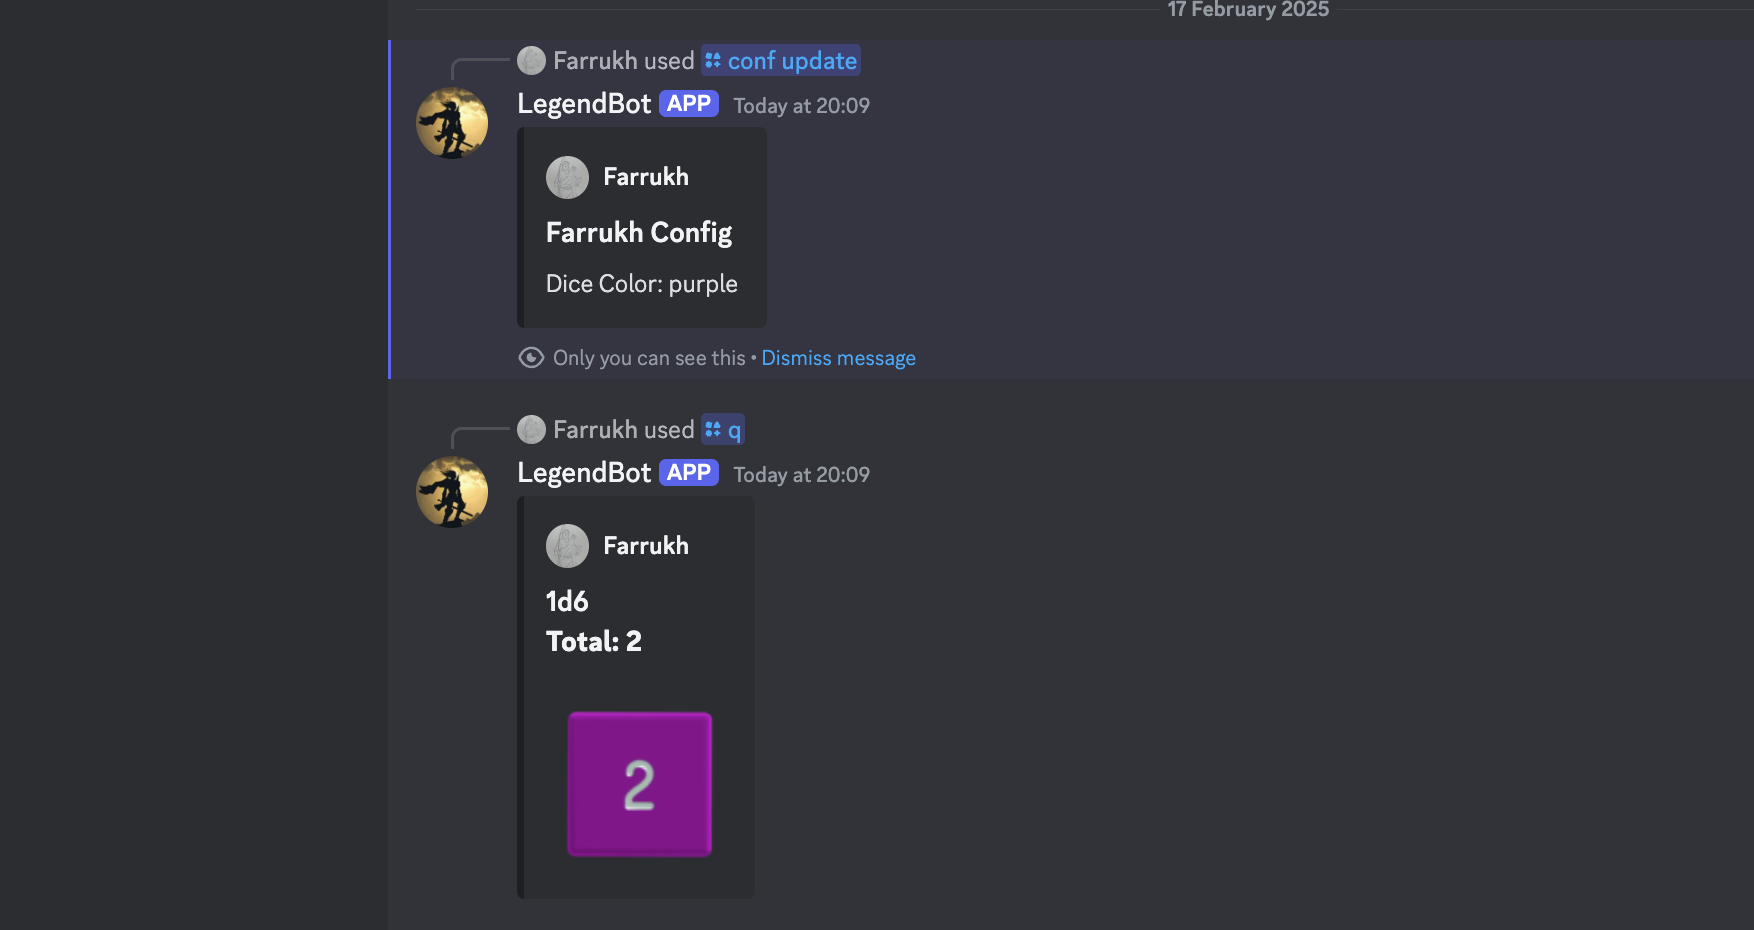 17 February 2025
Farrukh used conf update
LegendBot APP Today at 20:09
Farrukh
Farrukh Config
Dice Color: purple
Only you can see this • Dismiss message
Farrukh used q
LegendBot APP Today at 20:09
Farrukh
1d6
Total: 2
2